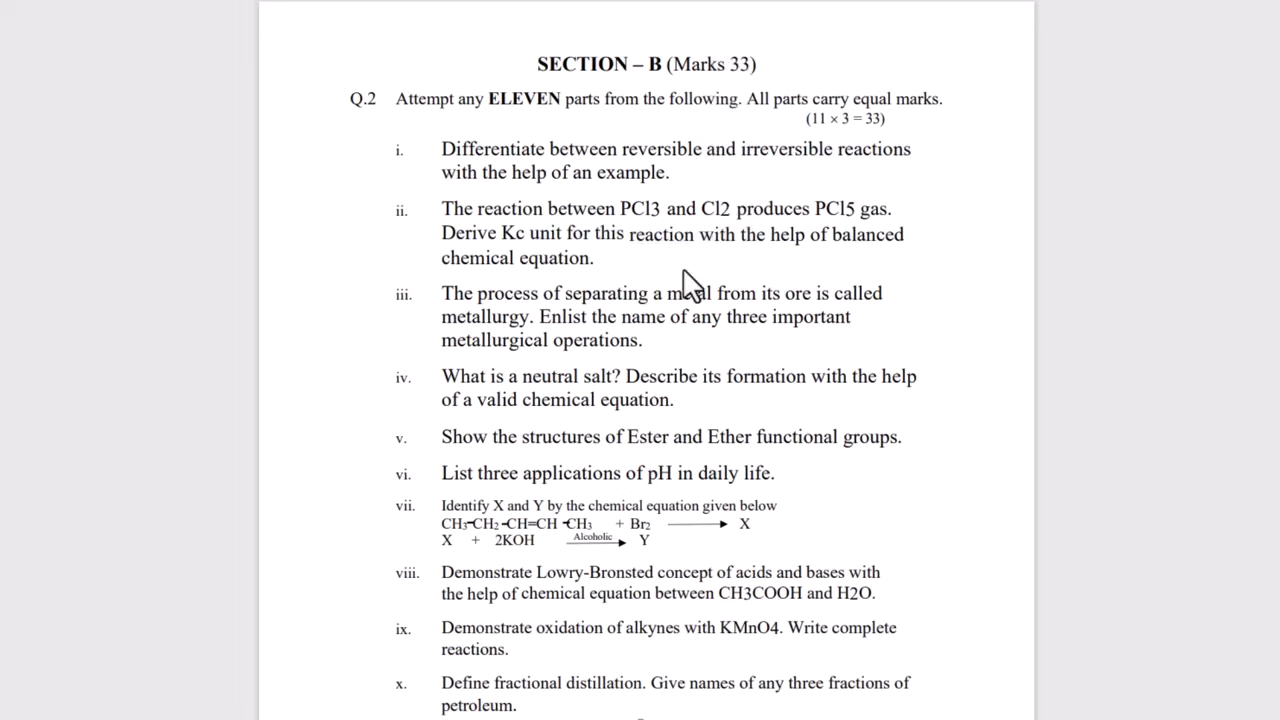 SECTION – B (Marks 33)
Q.2 Attempt any ELEVEN parts from the following. All parts carry equal marks.
(11 × 3 = 33)
i. Differentiate between reversible and irreversible reactions
with the help of an example.
ii. The reaction between PCl3 and Cl2 produces PCl5 gas.
Derive Kc unit for this reaction with the help of balanced
chemical equation.
iii. The process of separating a from its ore is called
metallurgy. Enlist the name of any three important
metallurgical operations.
iv. What is a neutral salt? Describe its formation with the help
of a valid chemical equation.
v. Show the structures of Ester and Ether functional groups.
vi. List three applications of pH in daily life.
vii. Identify X and Y by the chemical equation given below
CH3-CH2-CH=CH-CH3 + Br2 ⟶ X
X + 2KOH Alcoholic ⟶ Y
viii. Demonstrate Lowry-Bronsted concept of acids and bases with
the help of chemical equation between CH3COOH and H2O.
ix. Demonstrate oxidation of alkynes with KMnO4. Write complete
reactions.
x. Define fractional distillation. Give names of any three fractions of
petroleum.